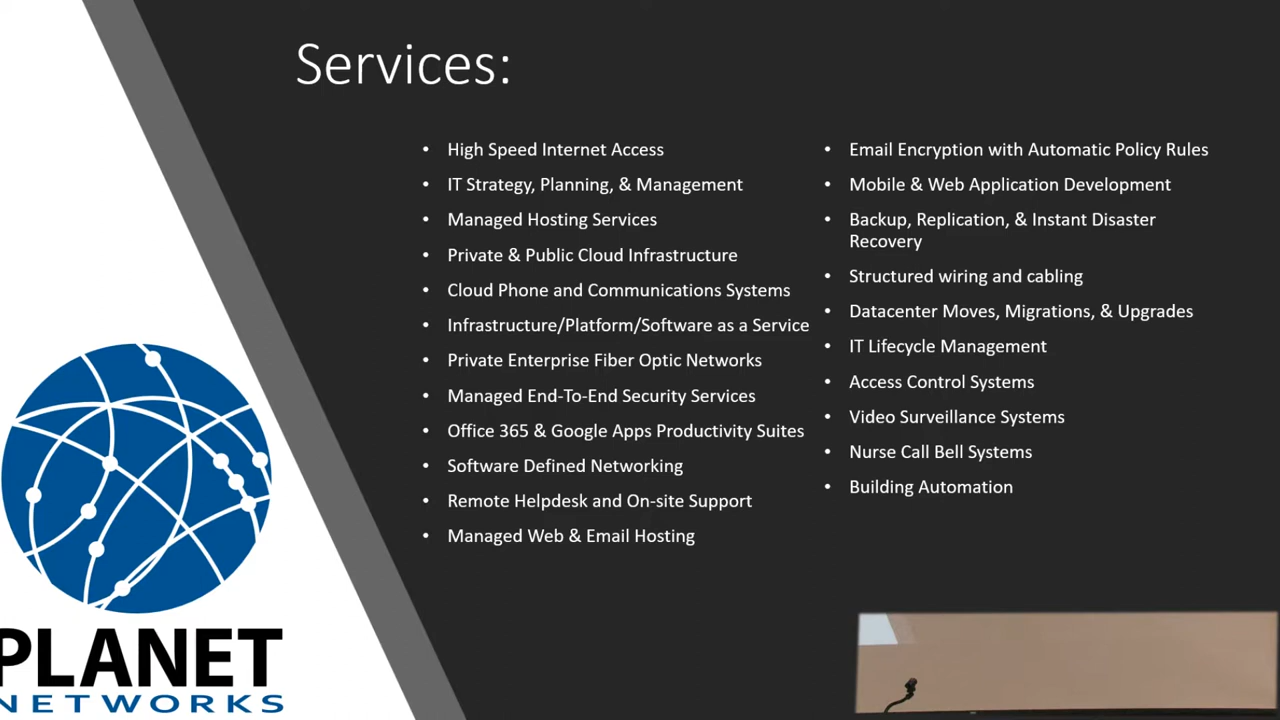 Services:
• High Speed Internet Access
• IT Strategy, Planning, & Management
• Managed Hosting Services
• Private & Public Cloud Infrastructure
• Cloud Phone and Communications Systems
• Infrastructure/Platform/Software as a Service
• Private Enterprise Fiber Optic Networks
• Managed End-To-End Security Services
• Office 365 & Google Apps Productivity Suites
• Software Defined Networking
• Remote Helpdesk and On-site Support
• Managed Web & Email Hosting
• Email Encryption with Automatic Policy Rules
• Mobile & Web Application Development
• Backup, Replication, & Instant Disaster
Recovery
• Structured wiring and cabling
• Datacenter Moves, Migrations, & Upgrades
• IT Lifecycle Management
• Access Control Systems
• Video Surveillance Systems
• Nurse Call Bell Systems
• Building Automation
PLANET
NETWORKS